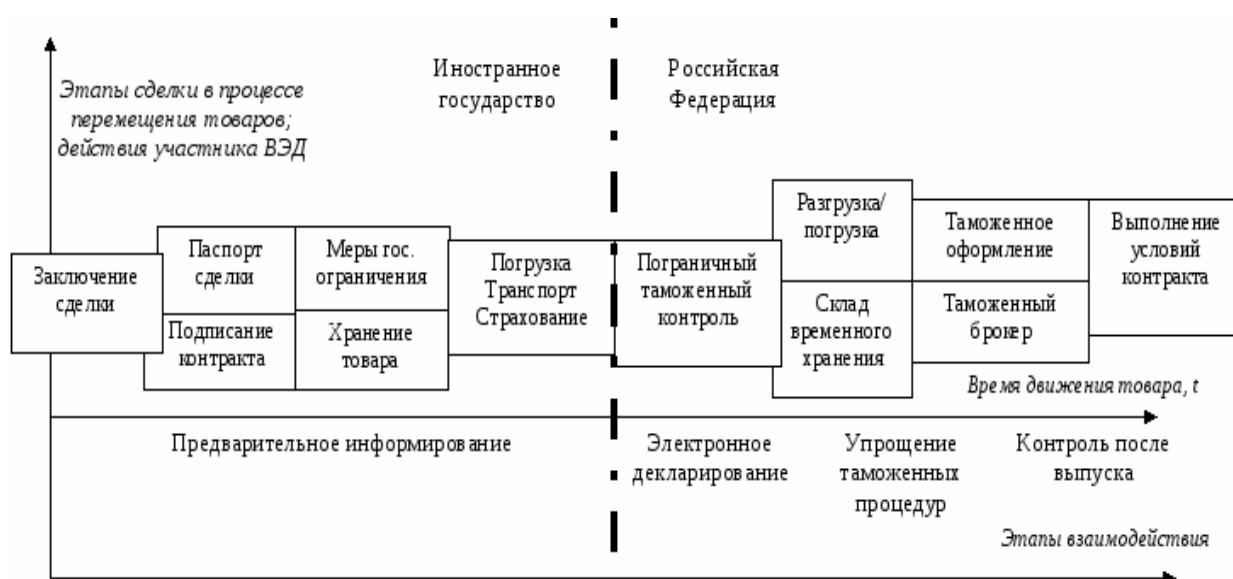 Иностранное
государство
Российская
Федерация
Этапы сделки в процессе
перемещения товаров;
действия участника ВЭД
Заключение
сделки
Паспорт
сделки
Подписание
контракта
Меры гос.
ограничения
Хранение
товара
Погрузка
Транспорт
Страхование
Пограничный
таможенный
контроль
Разгрузка/
погрузка
Склад
временного
хранения
Таможенное
оформление
Таможенный
брокер
Выполнение
условий
контракта
Время движения товара, t
Предварительное информирование
Электронное
декларирование
Упрощение
таможенных
процедур
Контроль после
выпуска
Этапы взаимодействия